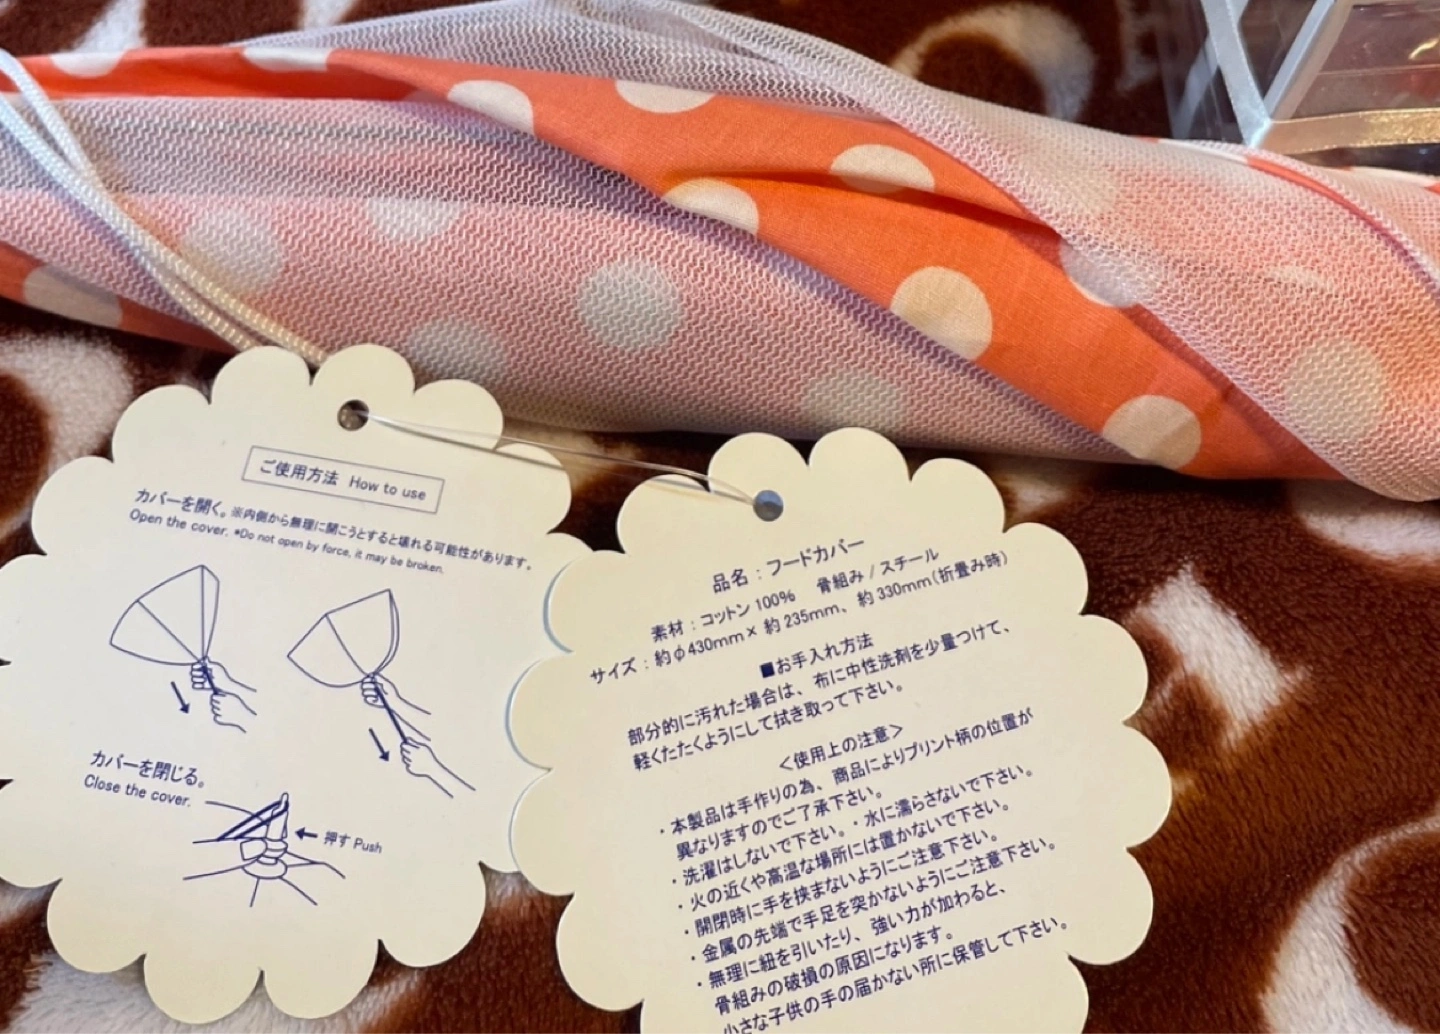 ご使用方法 How to use
カバーを開く。※内側から無理に開こうとすると壊れる可能性があります。
Open the cover. *Do not open by force, it may be broken.
カバーを閉じる。
Close the cover.
押す Push
品名：フードカバー
素材：コットン100% 骨組み/スチール
サイズ：約φ430mm×約235mm、約330mm(折畳み時)
■お手入れ方法
部分的に汚れた場合は、布に中性洗剤を少量つけて、
軽くたたくようにして拭き取って下さい。
＜使用上の注意＞
・本製品は手作りの為、商品によりプリント柄の位置が
異なりますのでご了承下さい。
・洗濯はしないで下さい。・水に濡らさないで下さい。
・火の近くや高温な場所には置かないで下さい。
・開閉時に手を挟まないようにご注意下さい。
・金属の先端で手足を突かないようにご注意下さい。
・無理に紐を引いたり、強い力が加わると、
骨組みの破損の原因になります。
小さな子供の手の届かない所に保管して下さい。